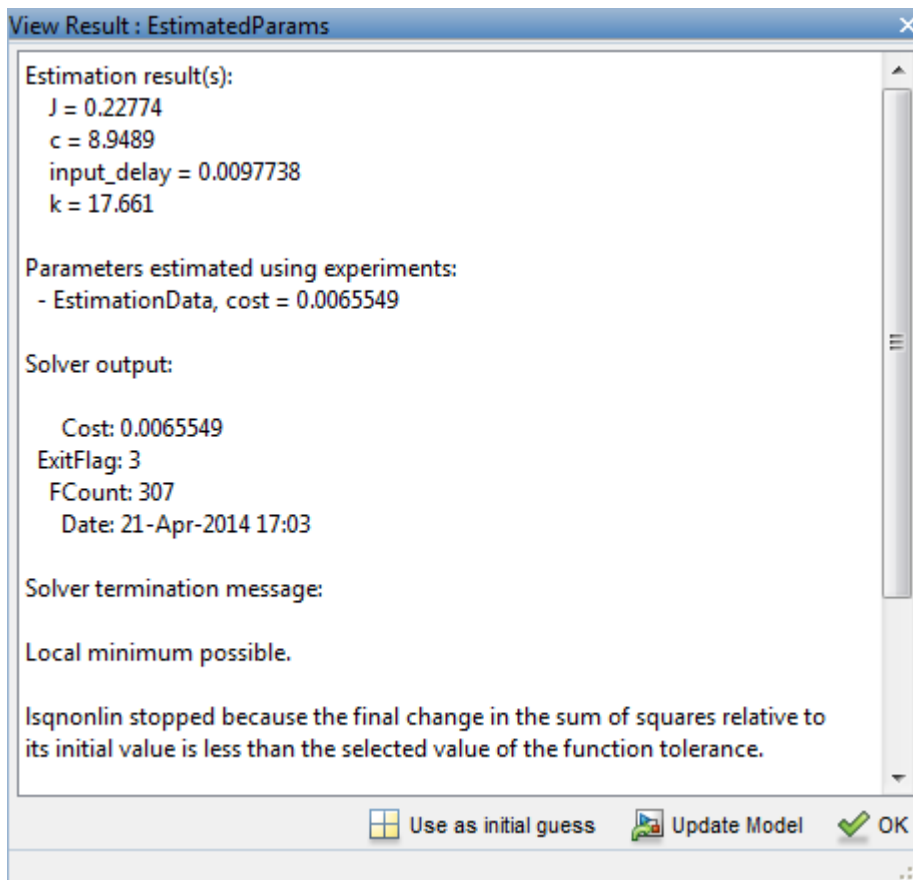 View Result : EstimatedParams
Estimation result(s):
J = 0.22774
c = 8.9489
input_delay = 0.0097738
k = 17.661
Parameters estimated using experiments:
- EstimationData, cost = 0.0065549
Solver output:
Cost: 0.0065549
ExitFlag: 3
FCount: 307
Date: 21-Apr-2014 17:03
Solver termination message:
Local minimum possible.
lsqnonlin stopped because the final change in the sum of squares relative to
its initial value is less than the selected value of the function tolerance.
Use as initial guess Update Model OK